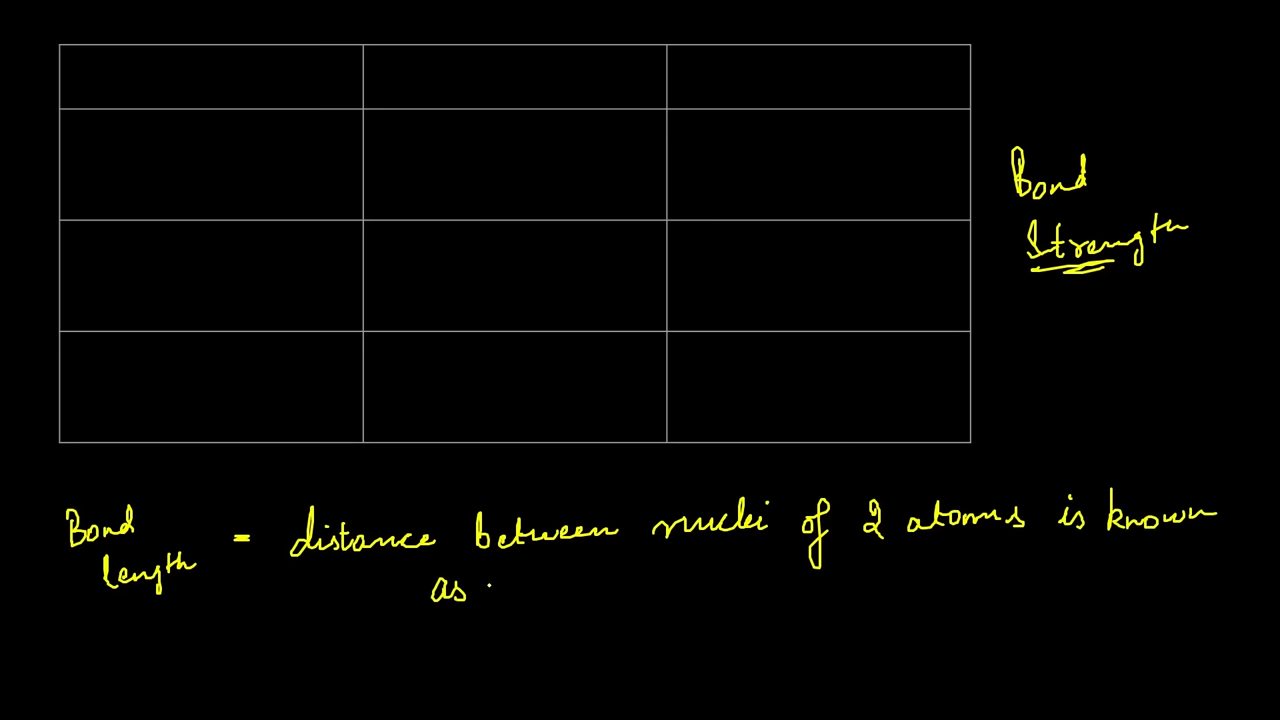 Bond
Strength
Bond
length = distance between nuclei of 2 atoms is known
as .